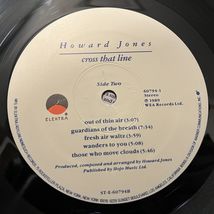 Howard Jones
cross that line
60794-1
Stereo
℗ 1989
WEA Records Ltd.
Side Two
ELEKTRA
out of thin air (3:07)
guardians of the breath (7:34)
fresh air waltz (3:59)
wanders to you (5:08)
those who move clouds (5:56)
Produced, composed and arranged by Howard Jones
Published by Hojo Music Ltd.
ST-E-60794B